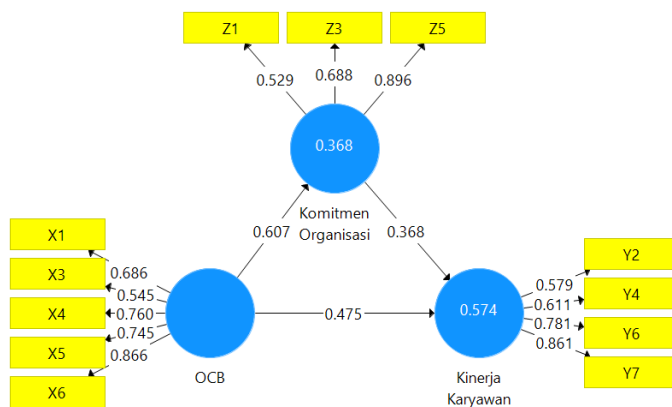 Z1
Z3
Z5
0.529
0.688
0.896
0.368
Komitmen
Organisasi
0.607
0.368
X1
X3
X4
X5
X6
0.686
0.545
0.760
0.745
0.866
OCB
0.475
0.574
Kinerja
Karyawan
0.579
0.611
0.781
0.861
Y2
Y4
Y6
Y7